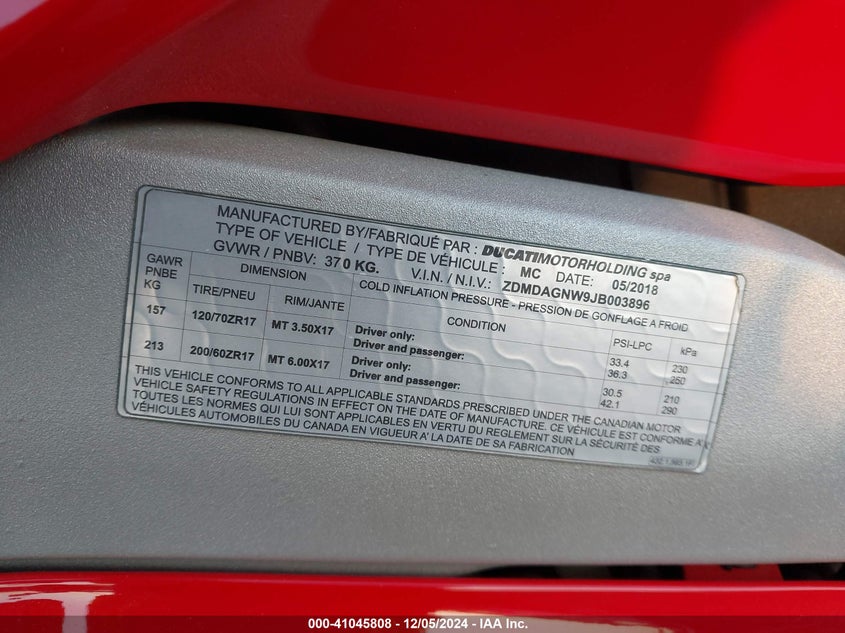 MANUFACTURED BY/FABRIQUÉ PAR : DUCATIMOTORHOLDING spa
TYPE OF VEHICLE / TYPE DE VÉHICULE : MC DATE: 05/2018
GVWR / PNBV: 370 KG. V.I.N. / N.I.V.: ZDMDAGNW9JB003896
GAWR PNBE KG DIMENSION COLD INFLATION PRESSURE - PRESSION DE GONFLAGE A FROID
TIRE/PNEU RIM/JANTE CONDITION PSI-LPC kPa
157 120/70ZR17 MT 3.50X17 Driver only: 33.4 230
Driver and passenger: 36.3 250
213 200/60ZR17 MT 6.00X17 Driver only: 30.5 210
Driver and passenger: 42.1 290
THIS VEHICLE CONFORMS TO ALL APPLICABLE STANDARDS PRESCRIBED UNDER THE CANADIAN MOTOR
VEHICLE SAFETY REGULATIONS IN EFFECT ON THE DATE OF MANUFACTURE. CE VÉHICULE EST CONFORME A
TOUTES LES NORMES QUI LUI SONT APPLICABLES EN VERTU DU REGLEMENT SUR LA SÉCURITÉ DES
VÉHICULES AUTOMOBILES DU CANADA EN VIGUEUR A' LA DATE DE SA FABRICATION
000-41045808 - 12/05/2024 - IAA Inc.